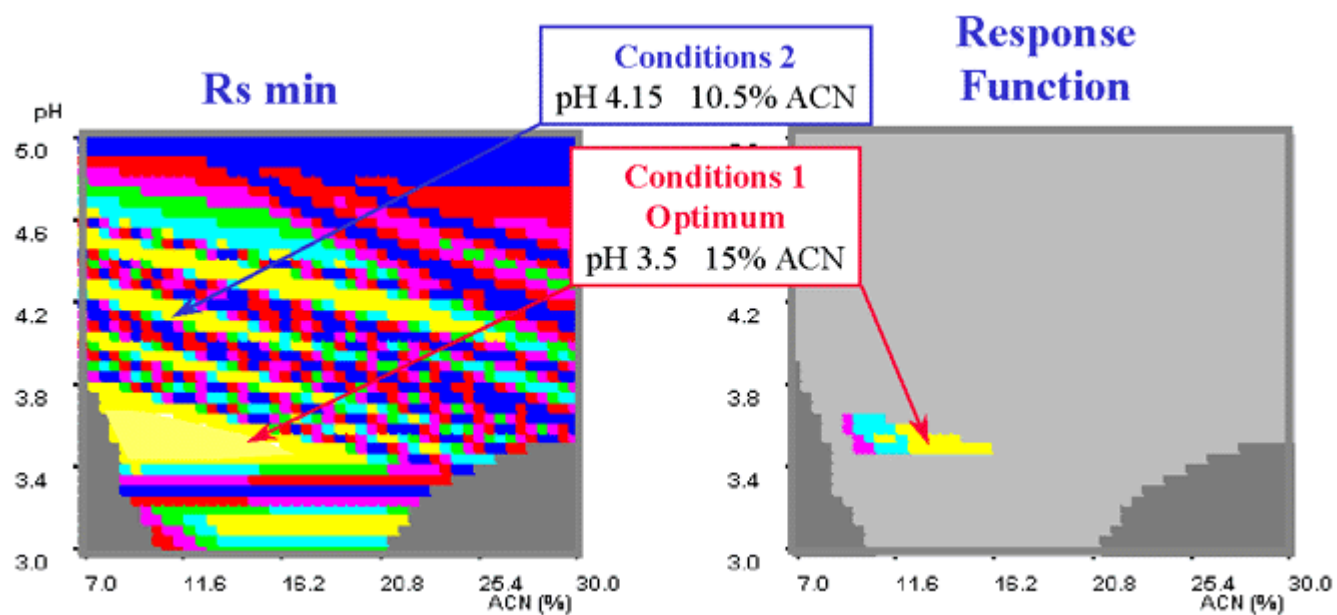 Rs min
Conditions 2
pH 4.15 10.5% ACN
Response
Function
Conditions 1
Optimum
pH 3.5 15% ACN
pH
5.0
4.6
4.2
3.8
3.4
3.0
7.0 11.6 16.2 20.8 25.4 30.0
ACN (%)
4.2
3.8
3.4
3.0
7.0 11.6 16.2 20.8 25.4 30.0
ACN (%)